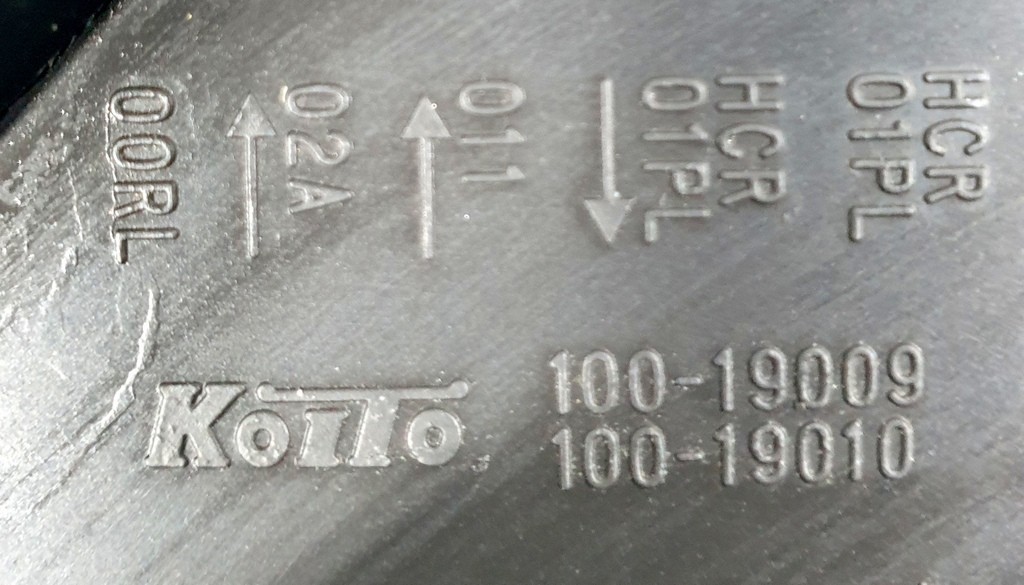 HCR
01PL
HCR
01PL
↓
011
↑
02A
↑
00RL
KOITO
100-19009
100-19010